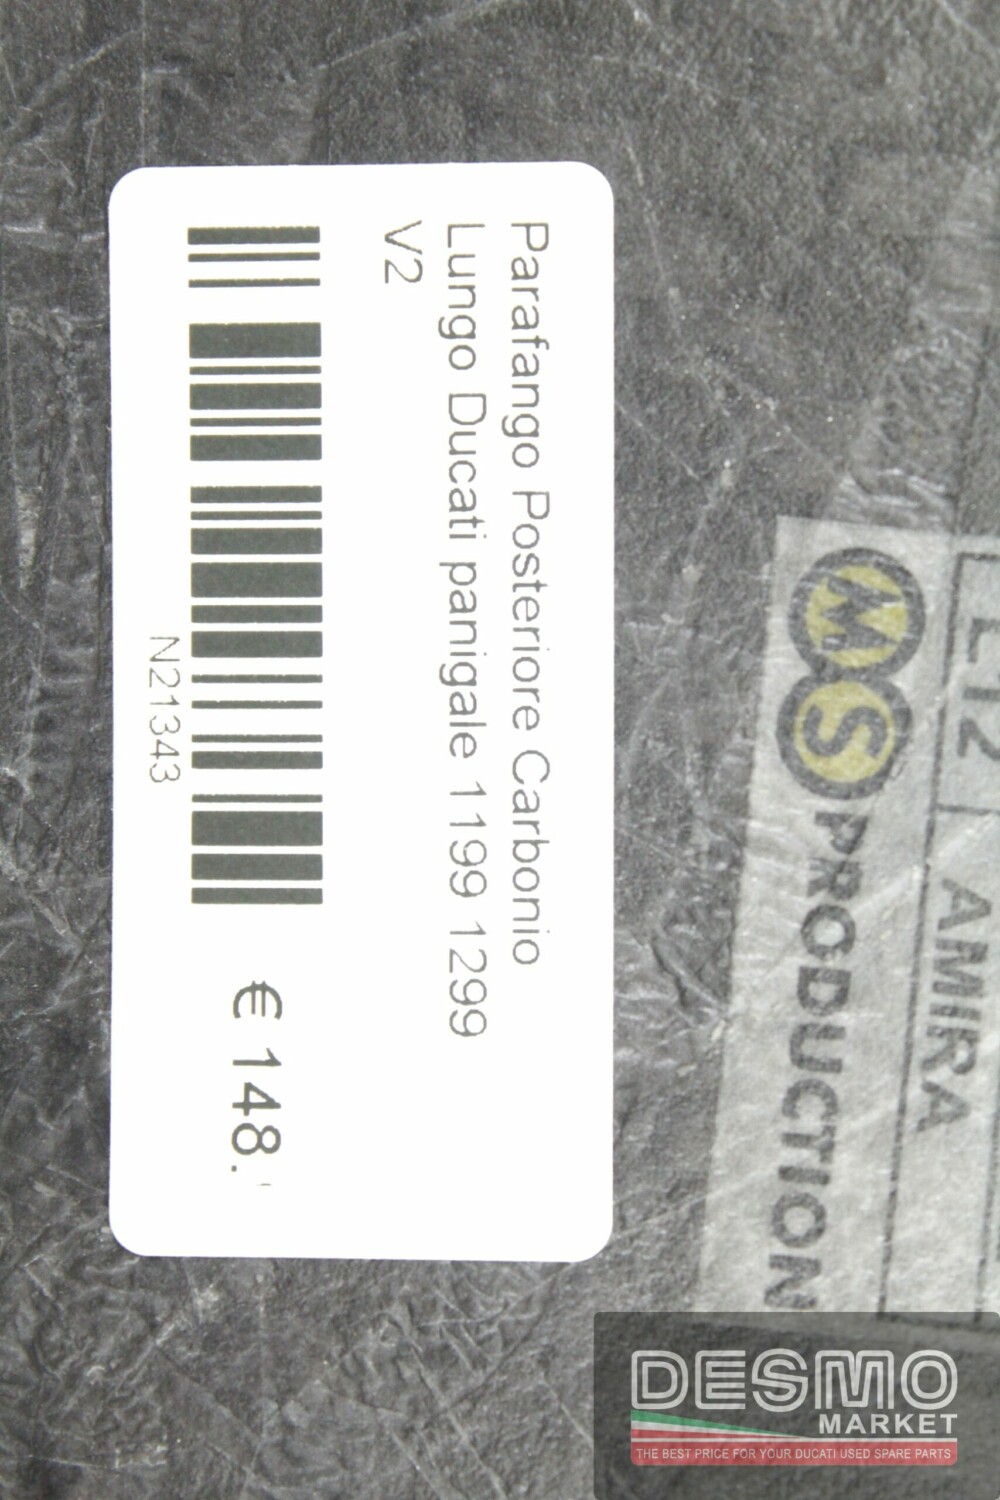 Parafango Posteriore Carbonio
Lungo Ducati panigale 1199 1299
V2
N21343
€ 148.
L12
AMIRA
MS PRODUCTION
DESMO
MARKET
THE BEST PRICE FOR YOUR DUCATI USED SPARE PARTS